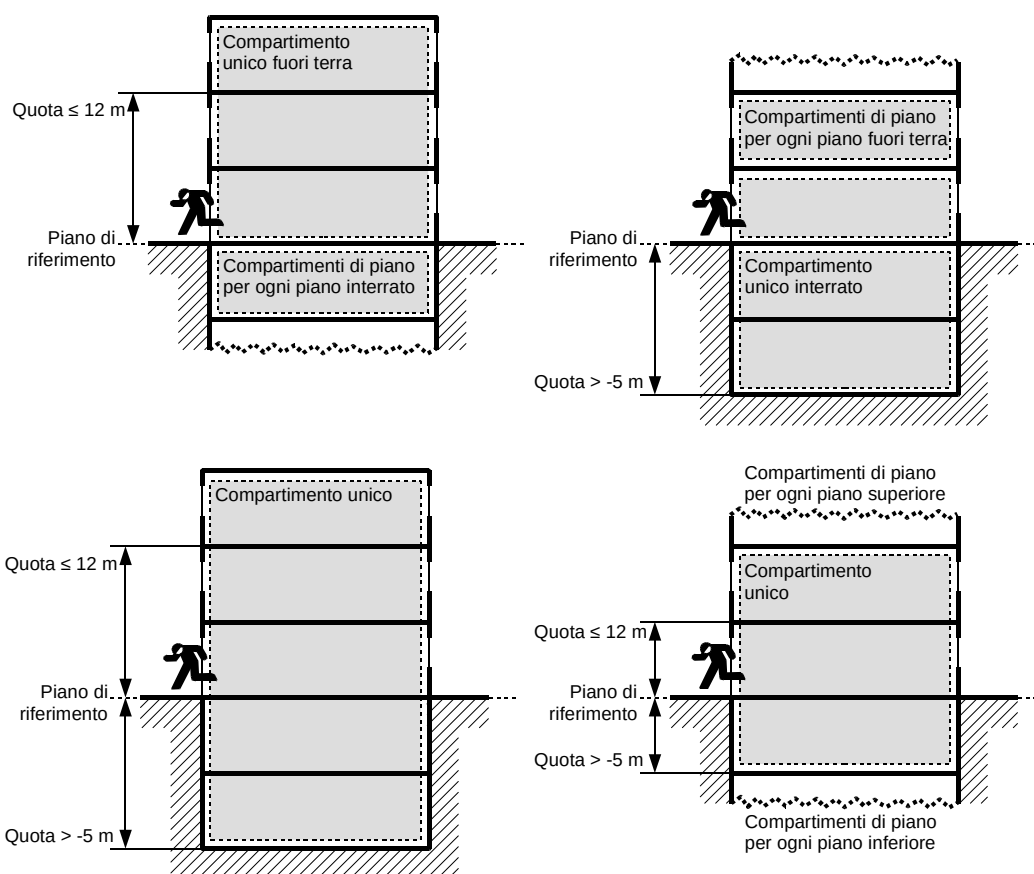 Compartimento
unico fuori terra
Quota ≤ 12 m
Piano di
riferimento
Compartimenti di piano
per ogni piano interrato
Compartimenti di piano
per ogni piano fuori terra
Piano di
riferimento
Compartimento
unico interrato
Quota > -5 m
Compartimento unico
Quota ≤ 12 m
Piano di
riferimento
Quota > -5 m
Compartimenti di piano
per ogni piano superiore
Compartimento
unico
Quota ≤ 12 m
Piano di
riferimento
Quota > -5 m
Compartimenti di piano
per ogni piano inferiore